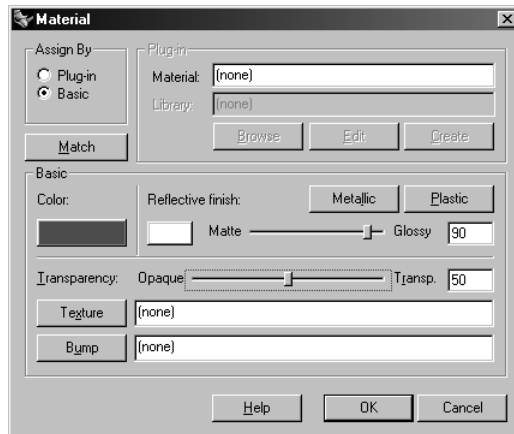 Material
Assign By
Plug-in
Basic
Match
Plug-in
Material: (none)
Library: (none)
Browse Edit Create
Basic
Color: Reflective finish: Metallic Plastic
Matte Glossy 90
Transparency: Opaque Transp. 50
Texture (none)
Bump (none)
Help OK Cancel